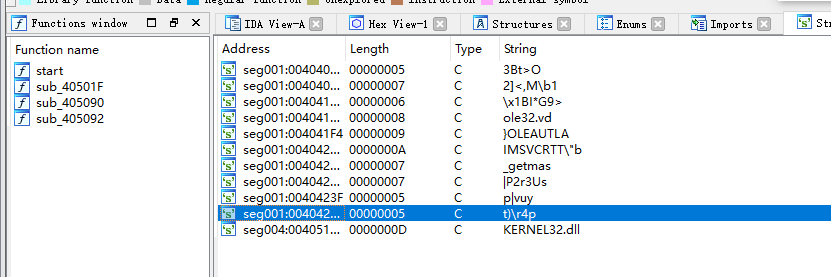 Library function Data Regular function Unexplored Instruction External symbol
Functions window IDA View-A Hex View-1 Structures Enums Imports
Function name
start
sub_40501F
sub_405090
sub_405092
Address Length Type String
seg001:004040... 00000005 C 3Bt>O
seg001:004040... 00000007 C 2]<,M\b1
seg001:004041... 00000006 C \x1BI*G9>
seg001:004041... 00000008 C ole32.vd
seg001:004041F4 00000009 C }OLEAUTLA
seg001:004042... 0000000A C IMSVCRTT\"b
seg001:004042... 00000007 C _getmas
seg001:004042... 00000007 C |P2r3Us
seg001:0040423F 00000005 C p|vuy
seg001:004042... 00000005 C t)\r4p
seg004:004051... 0000000D C KERNEL32.dll